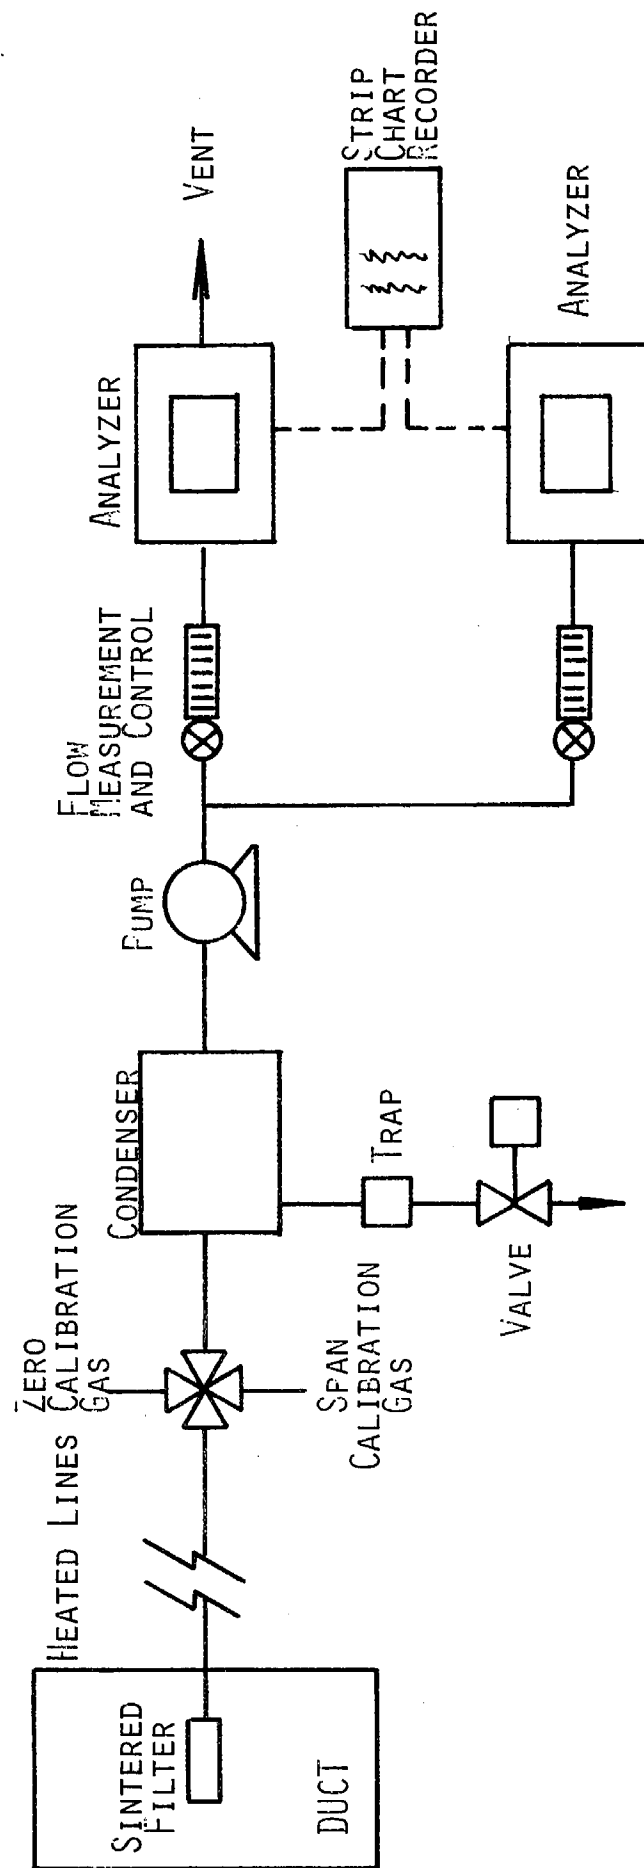 SINTERED
FILTER
DUCT
HEATED LINES
ZERO
CALIBRATION
GAS
SPAN
CALIBRATION
GAS
CONDENSER
TRAP
VALVE
PUMP
FLOW
MEASUREMENT
AND CONTROL
ANALYZER
VENT
STRIP
CHART
RECORDER
ANALYZER